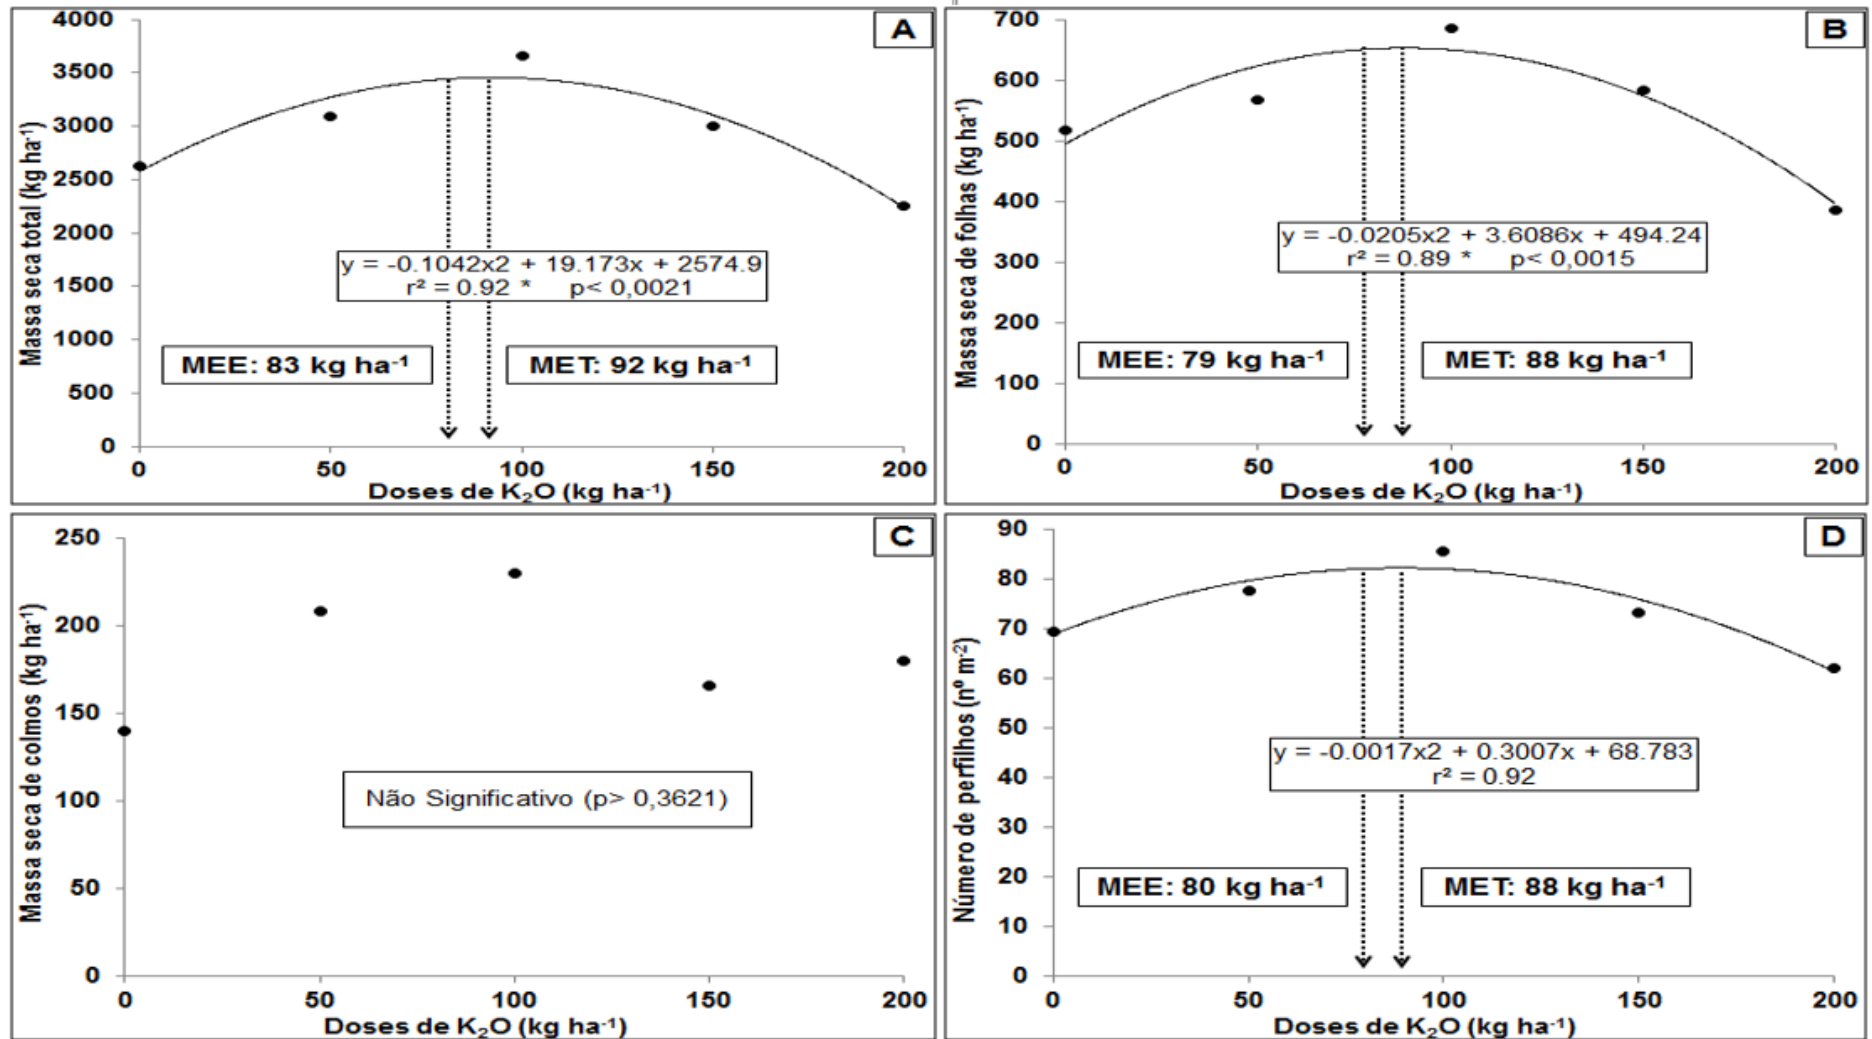 A
Massa seca total (kg ha-1)
4000
3500
3000
2500
2000
1500
1000
500
0
y = -0.1042x2 + 19.173x + 2574.9
r² = 0.92 * p< 0,0021
MEE: 83 kg ha-1
MET: 92 kg ha-1
0 50 100 150 200
Doses de K2O (kg ha-1)
B
Massa seca de folhas (kg ha-1)
700
600
500
400
300
200
100
0
y = -0.0205x2 + 3.6086x + 494.24
r² = 0.89 * p< 0,0015
MEE: 79 kg ha-1
MET: 88 kg ha-1
0 50 100 150 200
Doses de K2O (kg ha-1)
C
Massa seca de colmos (kg ha-1)
250
200
150
100
50
0
Não Significativo (p> 0,3621)
0 50 100 150 200
Doses de K2O (kg ha-1)
D
Número de perfilhos (nº m-2)
90
80
70
60
50
40
30
20
10
0
y = -0.0017x2 + 0.3007x + 68.783
r² = 0.92
MEE: 80 kg ha-1
MET: 88 kg ha-1
0 50 100 150 200
Doses de K2O (kg ha-1)